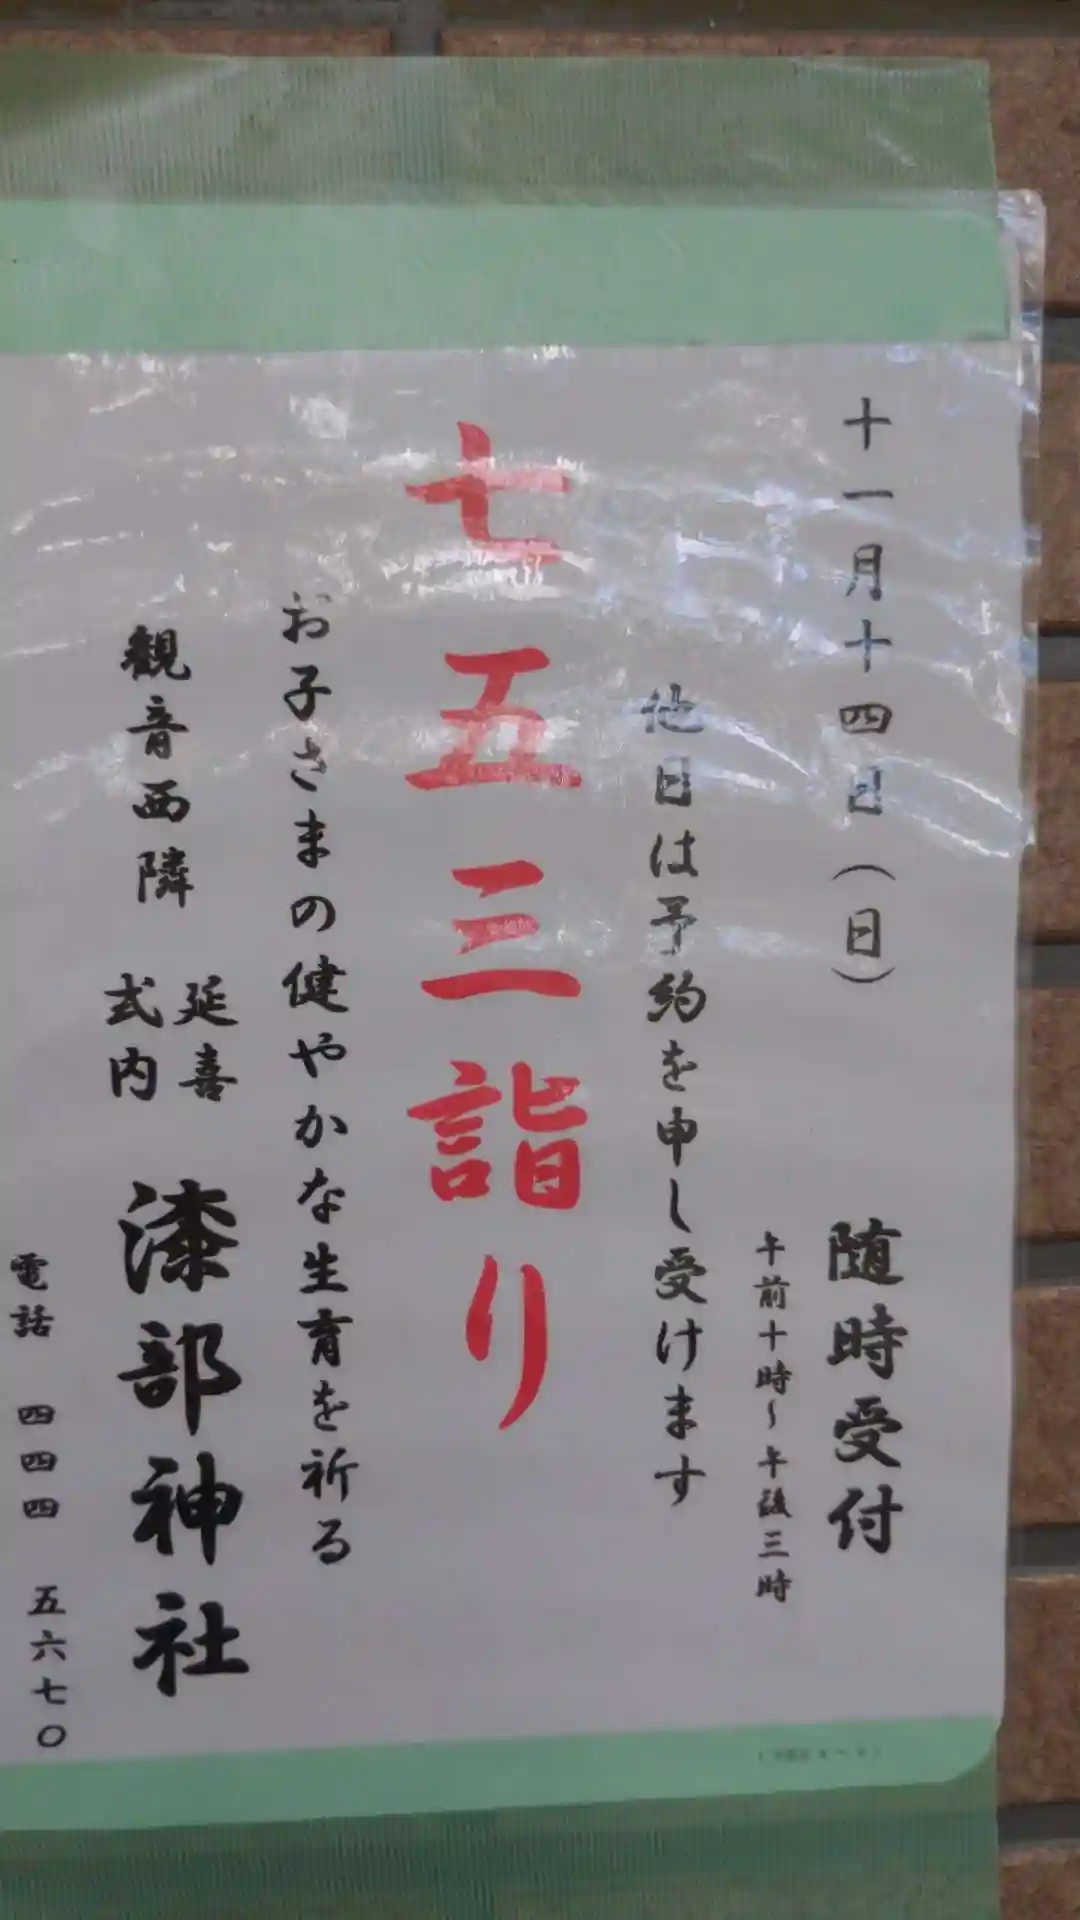 十一月十四日(日) 随時受付
午前十時~午後三時
他日は予約を申し受けます
七五三詣り
お子さまの健やかな生育を祈る
観音西隣 延喜式内 漆部神社
電話 四四四 五六七〇